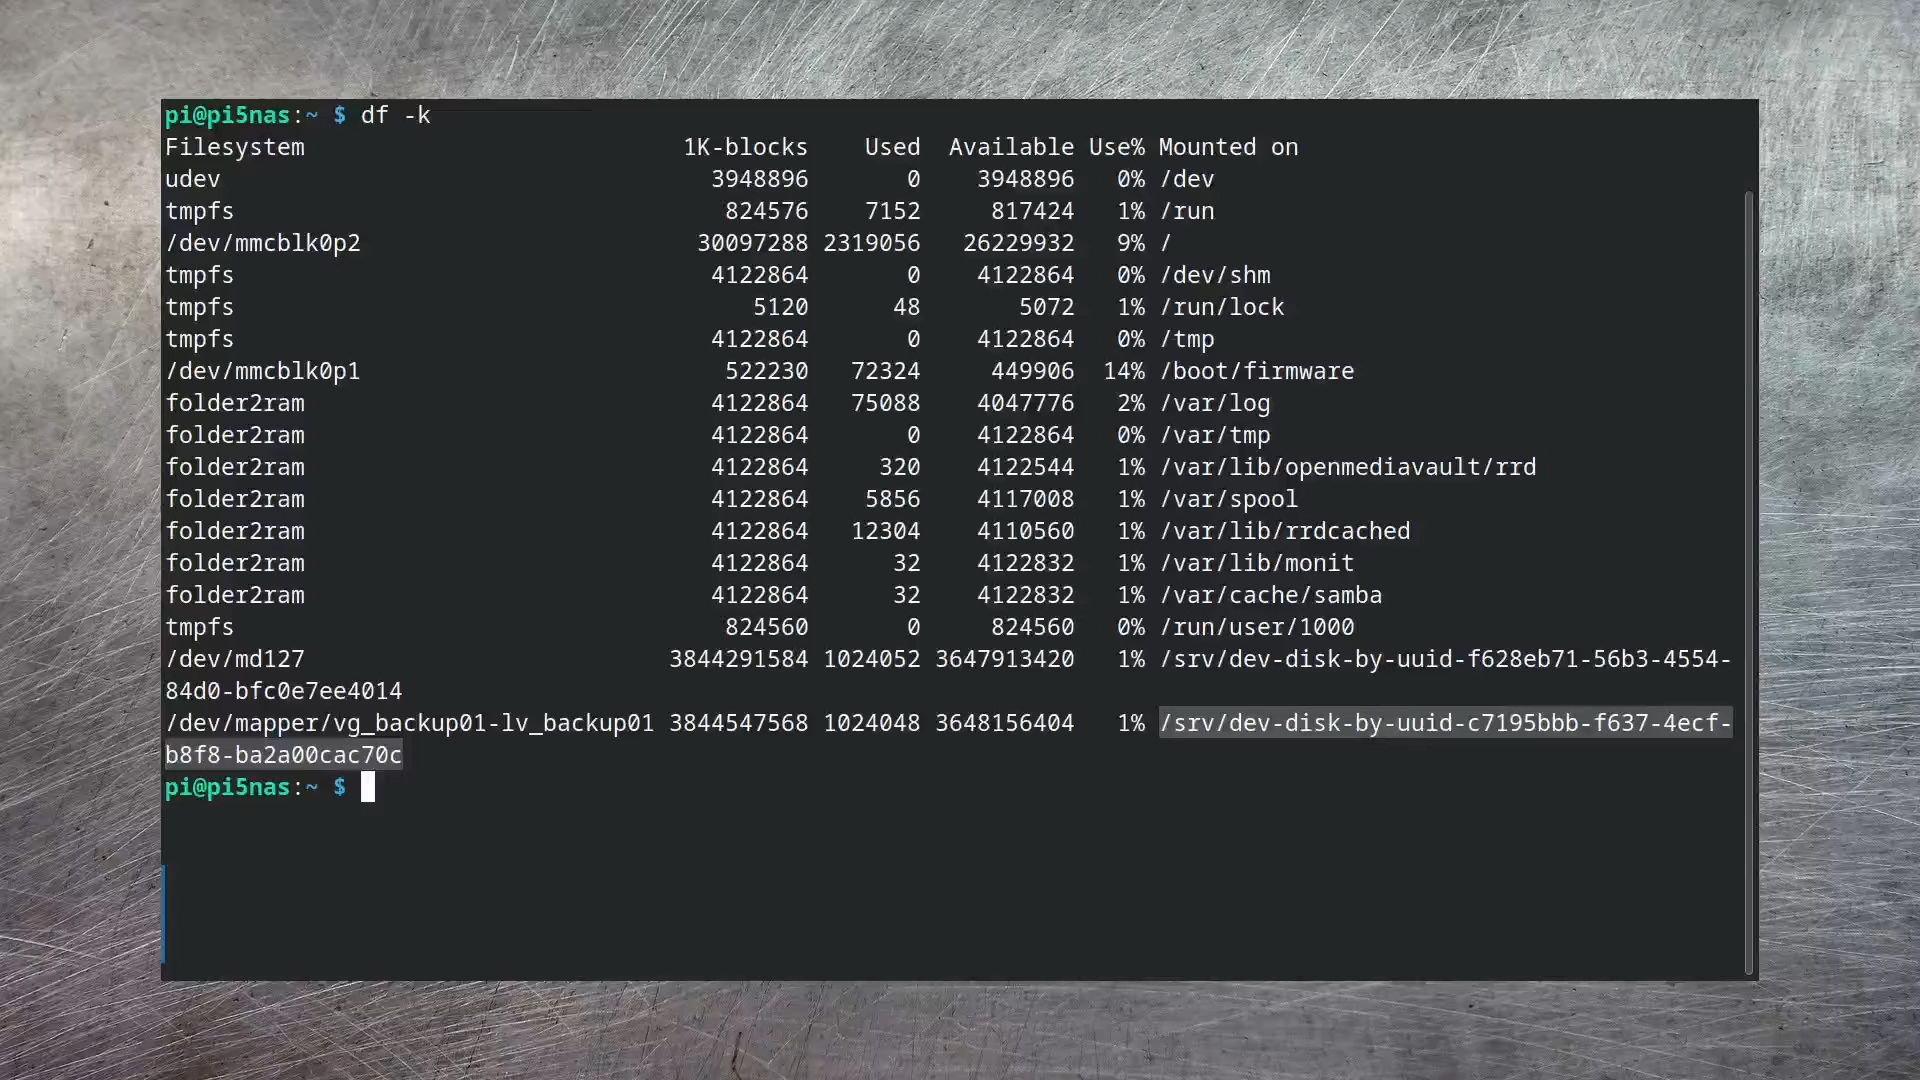 pi@pi5nas:~ $ df -k
Filesystem                           1K-blocks    Used  Available Use% Mounted on
udev                                   3948896       0    3948896   0% /dev
tmpfs                                   824576    7152     817424   1% /run
/dev/mmcblk0p2                        30097288 2319056   26229932   9% /
tmpfs                                  4122864       0    4122864   0% /dev/shm
tmpfs                                     5120      48       5072   1% /run/lock
tmpfs                                  4122864       0    4122864   0% /tmp
/dev/mmcblk0p1                          522230   72324     449906  14% /boot/firmware
folder2ram                             4122864   75088    4047776   2% /var/log
folder2ram                             4122864       0    4122864   0% /var/tmp
folder2ram                             4122864     320    4122544   1% /var/lib/openmediavault/rrd
folder2ram                             4122864    5856    4117008   1% /var/spool
folder2ram                             4122864   12304    4110560   1% /var/lib/rrdcached
folder2ram                             4122864      32    4122832   1% /var/lib/monit
folder2ram                             4122864      32    4122832   1% /var/cache/samba
tmpfs                                   824560       0     824560   0% /run/user/1000
/dev/md127                          3844291584 1024052 3647913420   1% /srv/dev-disk-by-uuid-f628eb71-56b3-4554-
84d0-bfc0e7ee4014
/dev/mapper/vg_backup01-lv_backup01 3844547568 1024048 3648156404   1% /srv/dev-disk-by-uuid-c7195bbb-f637-4ecf-
b8f8-ba2a00cac70c
pi@pi5nas:~ $